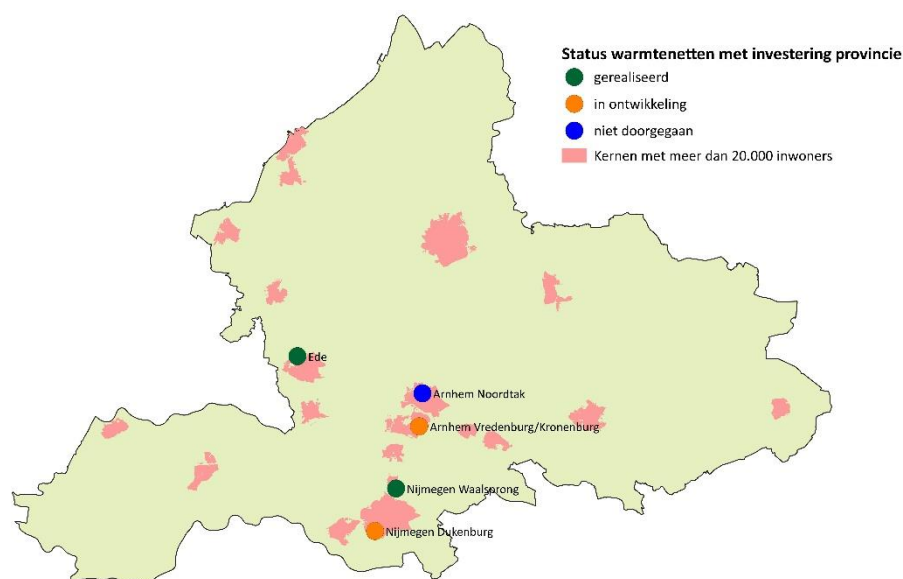 Status warmtenetten met investering provincie
gerealiseerd
in ontwikkeling
niet doorgegaan
Kernen met meer dan 20.000 inwoners
Ede
Arnhem Noordtak
Arnhem Vredenburg/Kronenburg
Nijmegen Waalsprong
Nijmegen Dukenburg